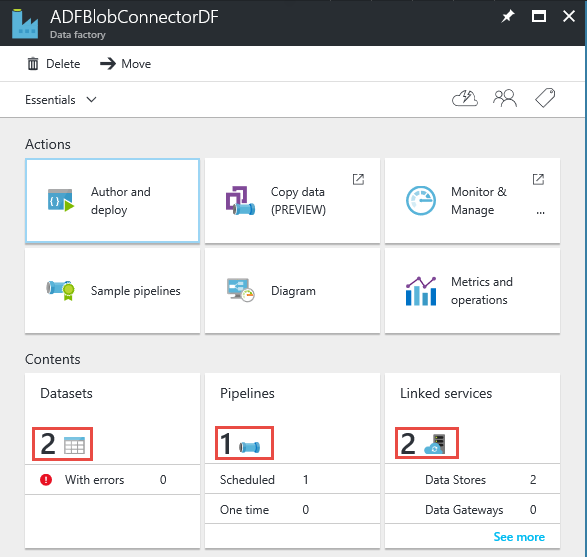 ADFBlobConnectorDF
Data factory
Delete
Move
Essentials
Actions
Author and
deploy
Copy data
(PREVIEW)
Monitor &
Manage
...
Sample pipelines
Diagram
Metrics and
operations
Contents
Datasets
2
With errors 0
Pipelines
1
Scheduled 1
One time 0
Linked services
2
Data Stores 2
Data Gateways 0
See more